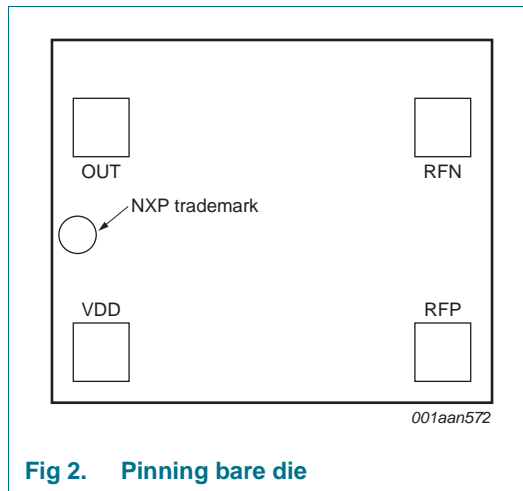 OUT RFN
NXP trademark
VDD RFP
001aan572
Fig 2. Pinning bare die